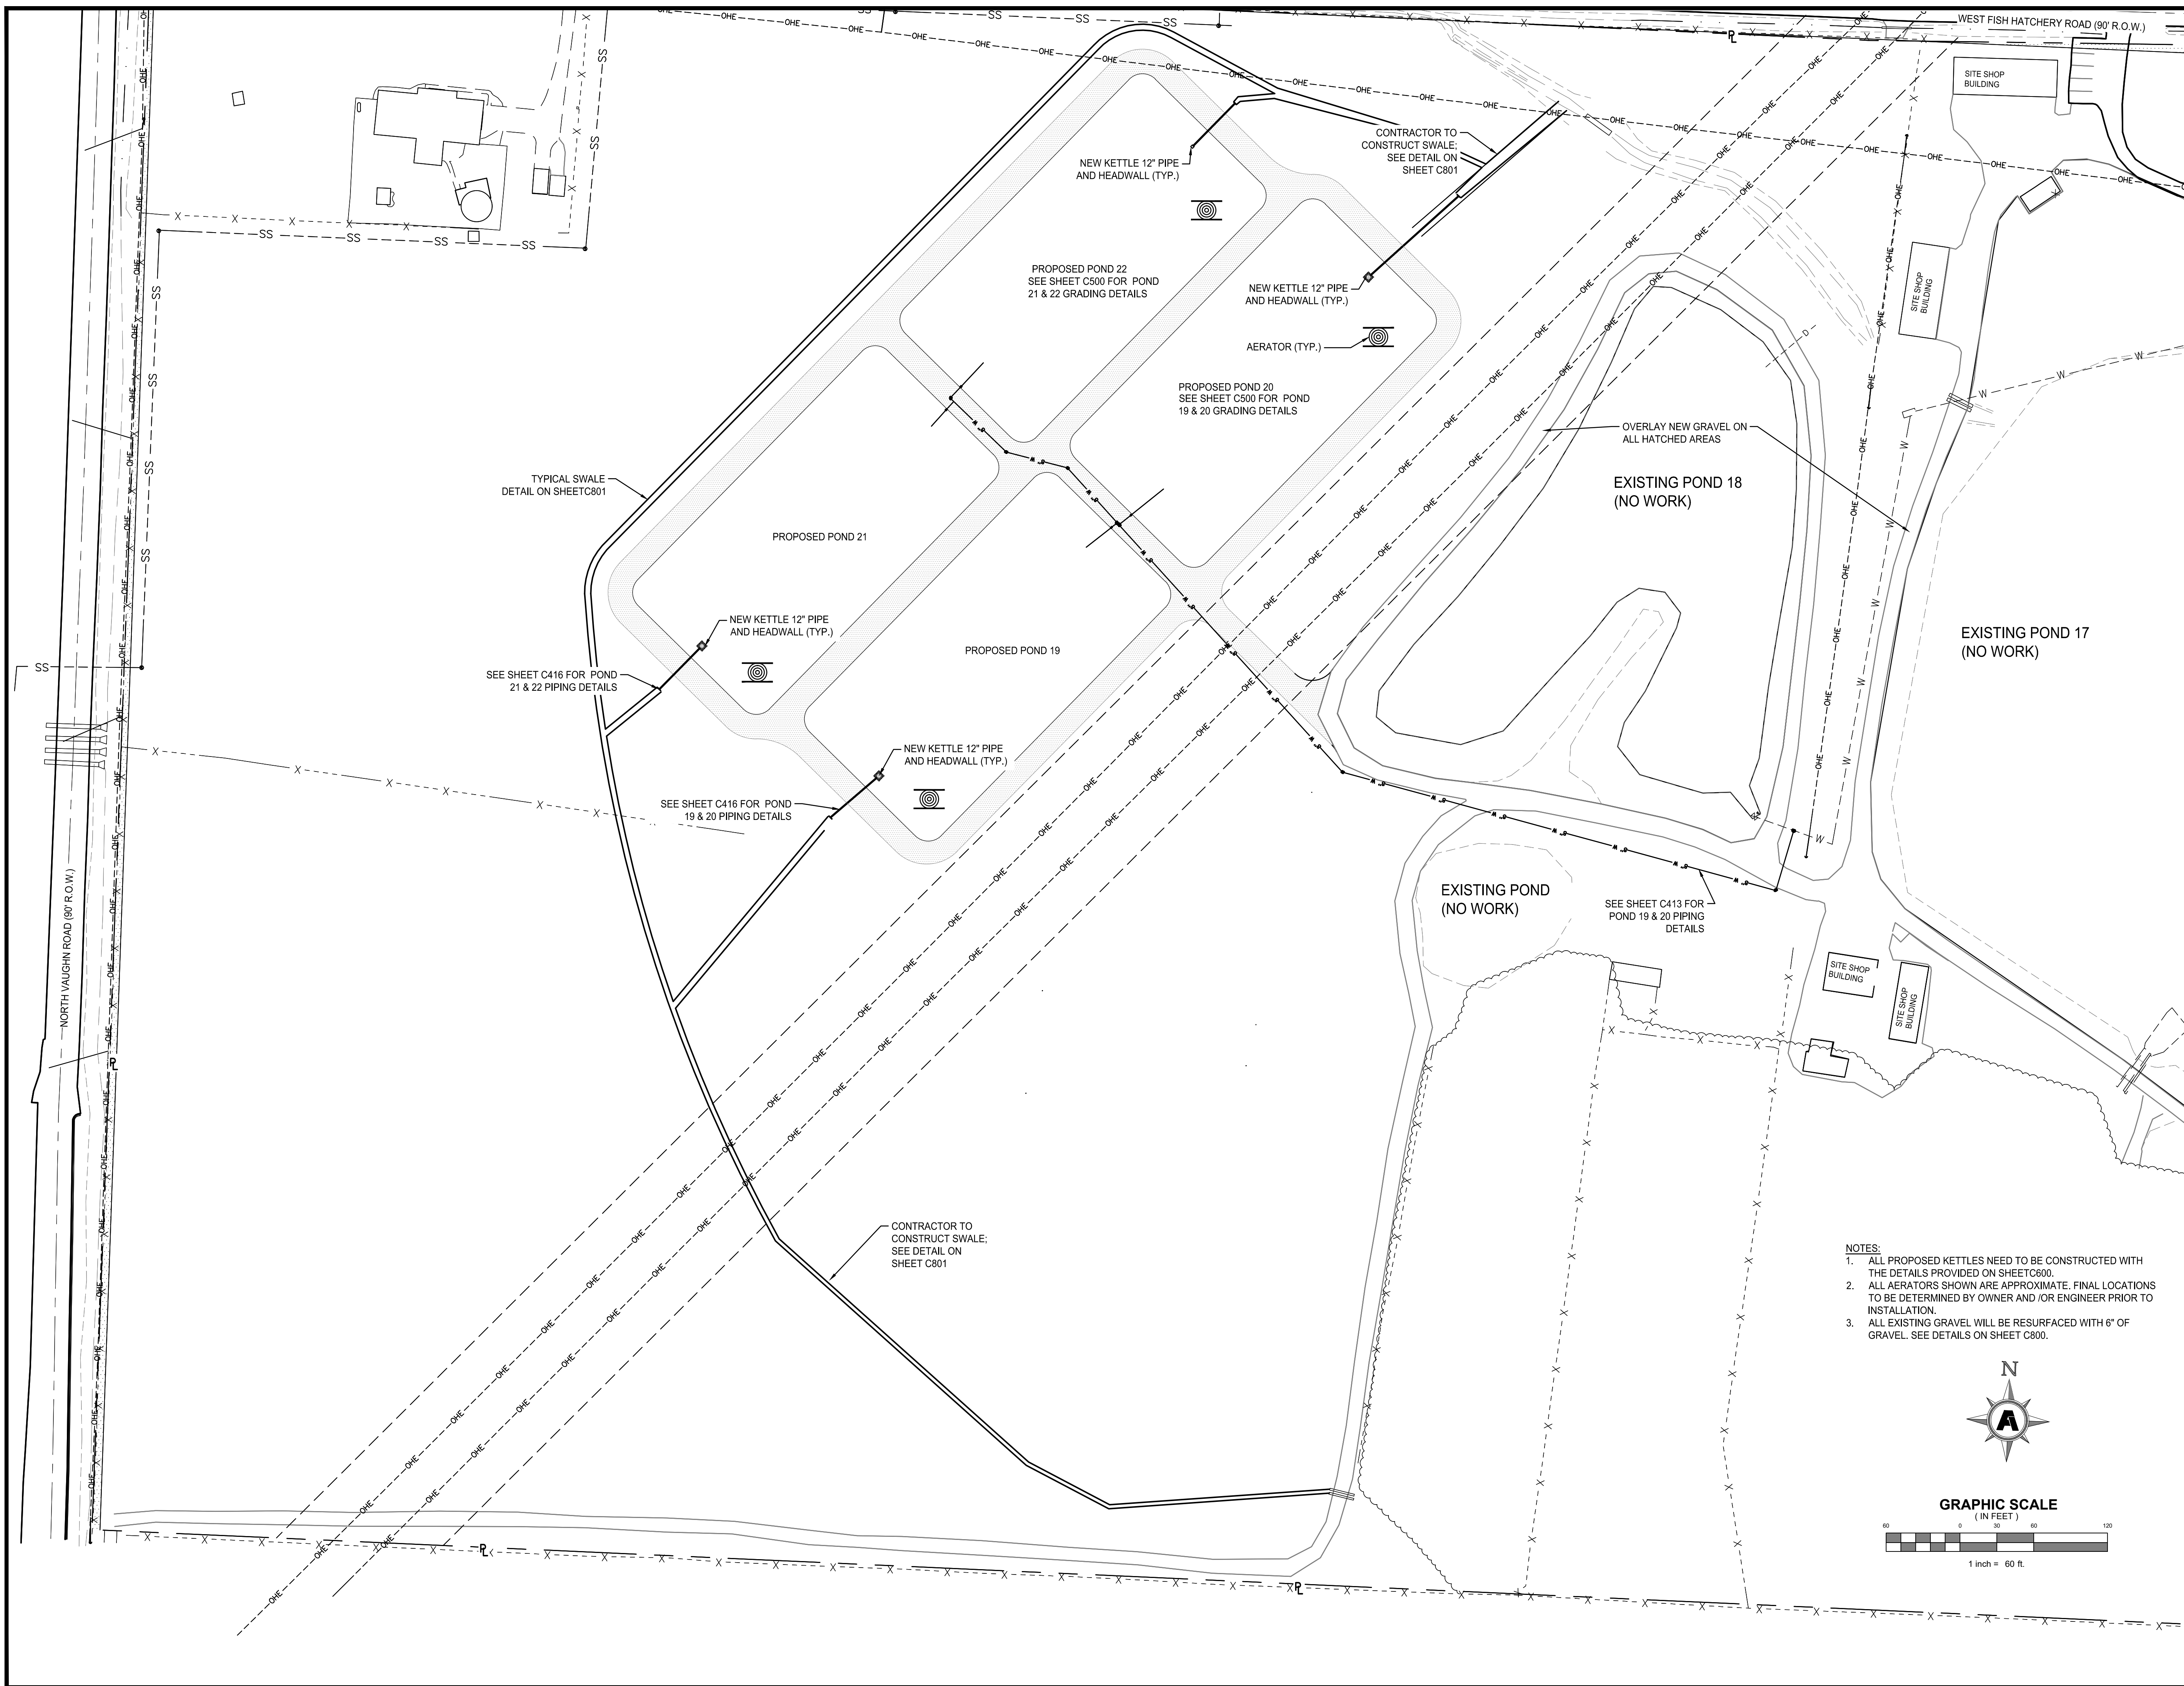 WEST FISH HATCHERY ROAD (90' R.O.W.)
SITE SHOP
BUILDING
CONTRACTOR TO
CONSTRUCT SWALE;
SEE DETAIL ON
SHEET C801
NEW KETTLE 12" PIPE
AND HEADWALL (TYP.)
PROPOSED POND 22
SEE SHEET C500 FOR POND
21 & 22 GRADING DETAILS
NEW KETTLE 12" PIPE
AND HEADWALL (TYP.)
SITE SHOP
BUILDING
AERATOR (TYP.)
PROPOSED POND 20
SEE SHEET C500 FOR POND
19 & 20 GRADING DETAILS
OVERLAY NEW GRAVEL ON
ALL HATCHED AREAS
EXISTING POND 18
(NO WORK)
TYPICAL SWALE
DETAIL ON SHEETC801
PROPOSED POND 21
NEW KETTLE 12" PIPE
AND HEADWALL (TYP.)
PROPOSED POND 19
EXISTING POND 17
(NO WORK)
SEE SHEET C416 FOR POND
21 & 22 PIPING DETAILS
NEW KETTLE 12" PIPE
AND HEADWALL (TYP.)
SEE SHEET C416 FOR POND
19 & 20 PIPING DETAILS
NORTH VAUGHN ROAD (90' R.O.W.)
EXISTING POND
(NO WORK)
SEE SHEET C413 FOR
POND 19 & 20 PIPING
DETAILS
SITE SHOP
BUILDING
SITE SHOP
BUILDING
CONTRACTOR TO
CONSTRUCT SWALE;
SEE DETAIL ON
SHEET C801
NOTES:
1. ALL PROPOSED KETTLES NEED TO BE CONSTRUCTED WITH
THE DETAILS PROVIDED ON SHEETC600.
2. ALL AERATORS SHOWN ARE APPROXIMATE. FINAL LOCATIONS
TO BE DETERMINED BY OWNER AND /OR ENGINEER PRIOR TO
INSTALLATION.
3. ALL EXISTING GRAVEL WILL BE RESURFACED WITH 6" OF
GRAVEL. SEE DETAILS ON SHEET C800.
N
A
GRAPHIC SCALE
( IN FEET )
60 0 30 60 120
1 inch = 60 ft.